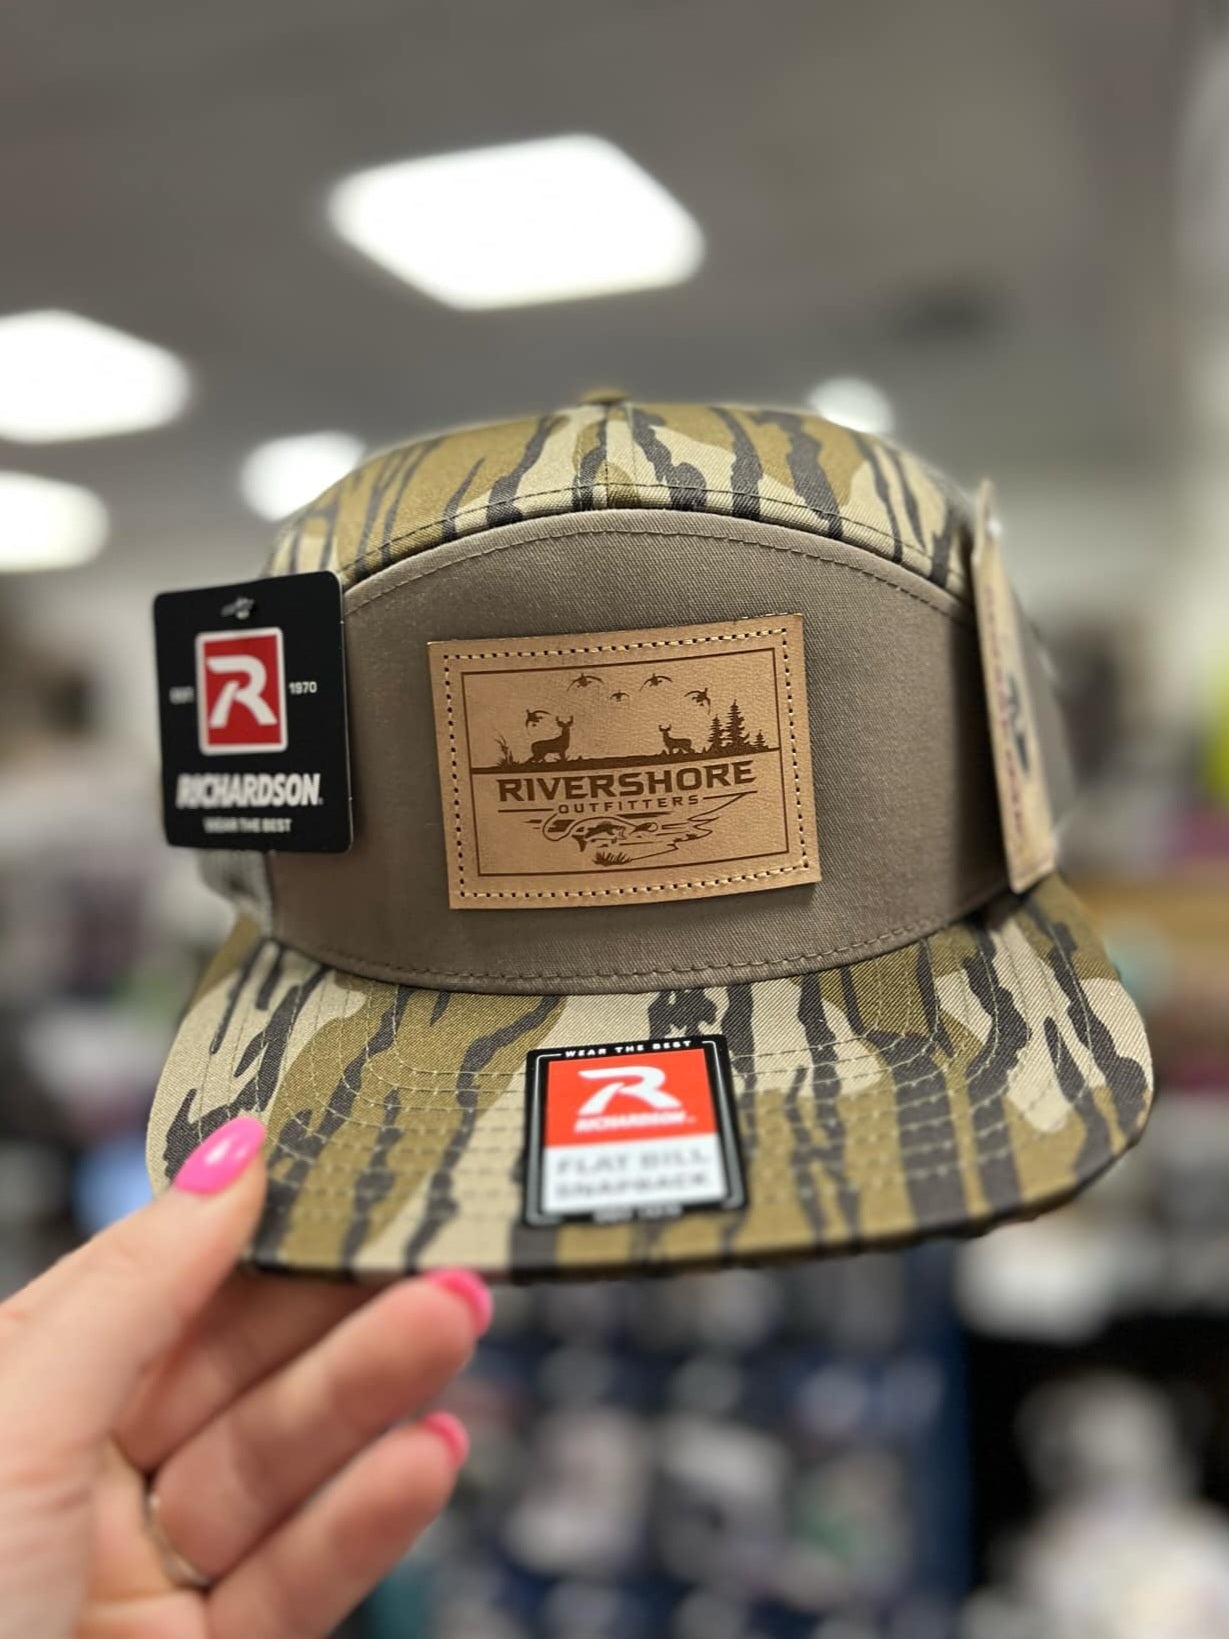 EST 1970
R
RICHARDSON
WEAR THE BEST
RIVERSHORE
OUTFITTERS
WEAR THE BEST
R
RICHARDSON
FLAT BILL
SNAPBACK